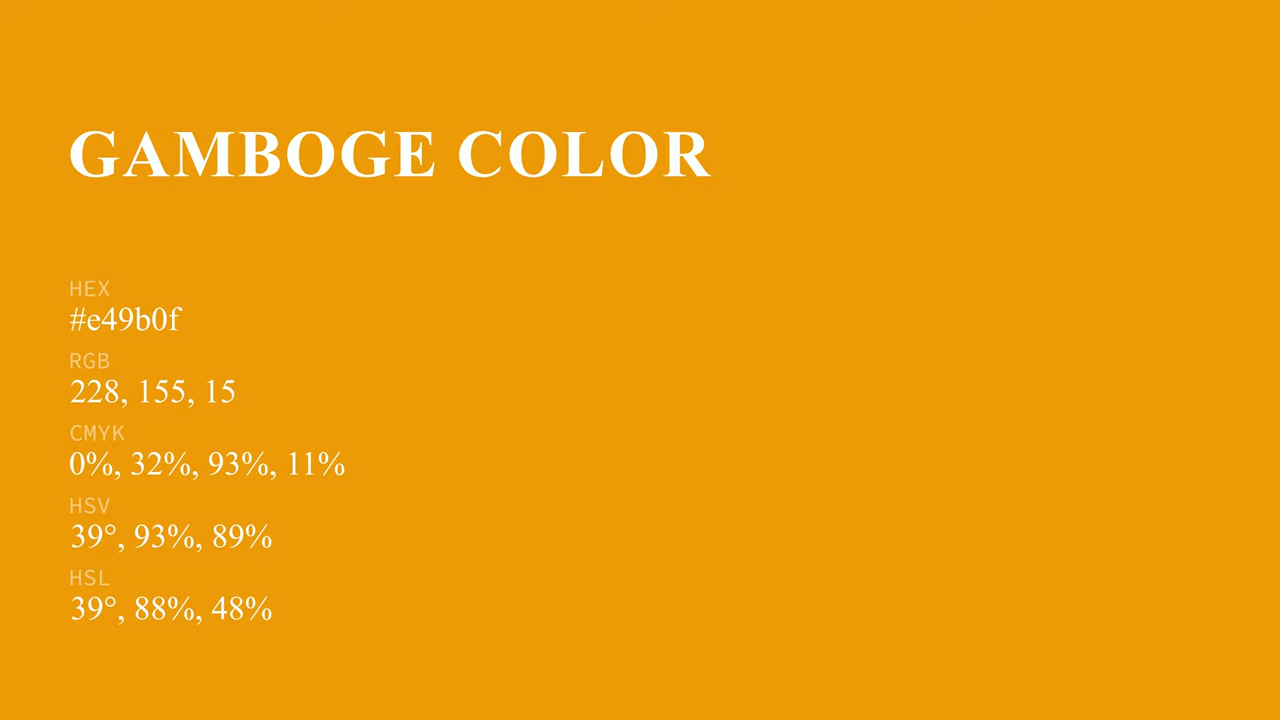 GAMBOGE COLOR
HEX
#e49b0f
RGB
228, 155, 15
CMYK
0%, 32%, 93%, 11%
HSV
39°, 93%, 89%
HSL
39°, 88%, 48%